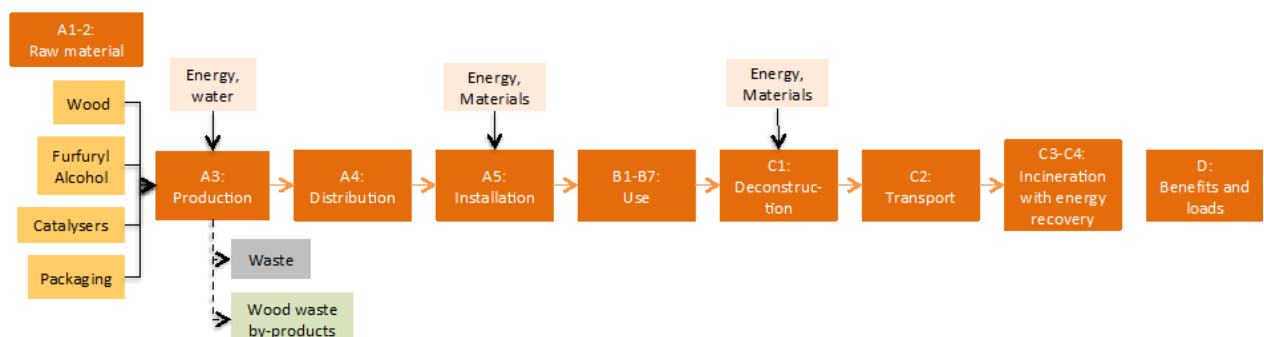 A1-2:
Raw material
Wood
Furfuryl
Alcohol
Catalysers
Packaging
Energy,
water
A3:
Production
Waste
Wood waste
by-products
A4:
Distribution
Energy,
Materials
A5:
Installation
B1-B7:
Use
Energy,
Materials
C1:
Deconstruc-
tion
C2:
Transport
C3-C4:
Incineration
with energy
recovery
D:
Benefits and
loads